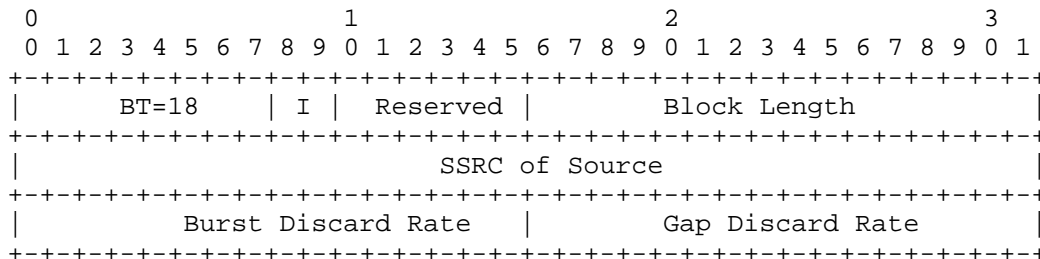 0                   1                   2                   3
 0 1 2 3 4 5 6 7 8 9 0 1 2 3 4 5 6 7 8 9 0 1 2 3 4 5 6 7 8 9 0 1
+-+-+-+-+-+-+-+-+-+-+-+-+-+-+-+-+-+-+-+-+-+-+-+-+-+-+-+-+-+-+-+-+
|      BT=18    | I |  Reserved |        Block Length           |
+-+-+-+-+-+-+-+-+-+-+-+-+-+-+-+-+-+-+-+-+-+-+-+-+-+-+-+-+-+-+-+-+
|                          SSRC of Source                       |
+-+-+-+-+-+-+-+-+-+-+-+-+-+-+-+-+-+-+-+-+-+-+-+-+-+-+-+-+-+-+-+-+
|          Burst Discard Rate   |        Gap Discard Rate       |
+-+-+-+-+-+-+-+-+-+-+-+-+-+-+-+-+-+-+-+-+-+-+-+-+-+-+-+-+-+-+-+-+